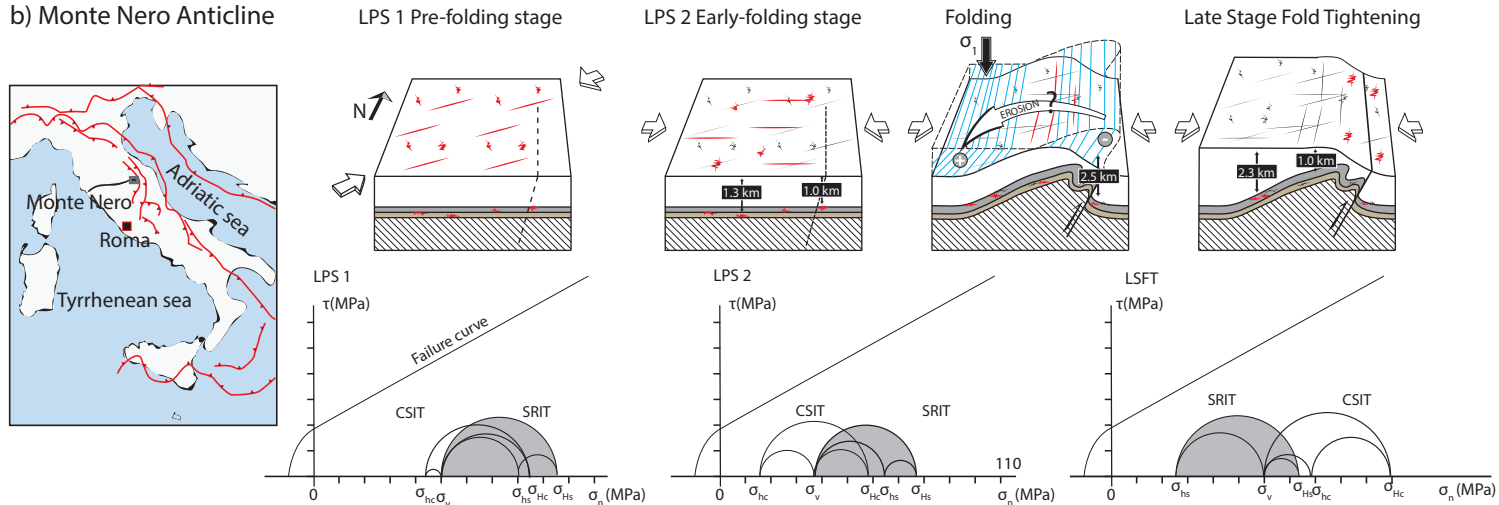 b) Monte Nero Anticline
LPS 1 Pre-folding stage
LPS 2 Early-folding stage
Folding
Late Stage Fold Tightening
σ1
N
EROSION
?
+
-
1.3 km
1.0 km
2.5 km
2.3 km
1.0 km
Adriatic sea
Monte Nero
Roma
Tyrrhenean sea
LPS 1
τ(MPa)
Failure curve
CSIT
SRIT
0
σhc
σv
σhs
σHc
σHs
σn (MPa)
LPS 2
τ(MPa)
CSIT
SRIT
110
0
σhc
σv
σHc
σhs
σHs
σn (MPa)
LSFT
τ(MPa)
SRIT
CSIT
0
σhs
σv
σHs
σhc
σHc
σn (MPa)